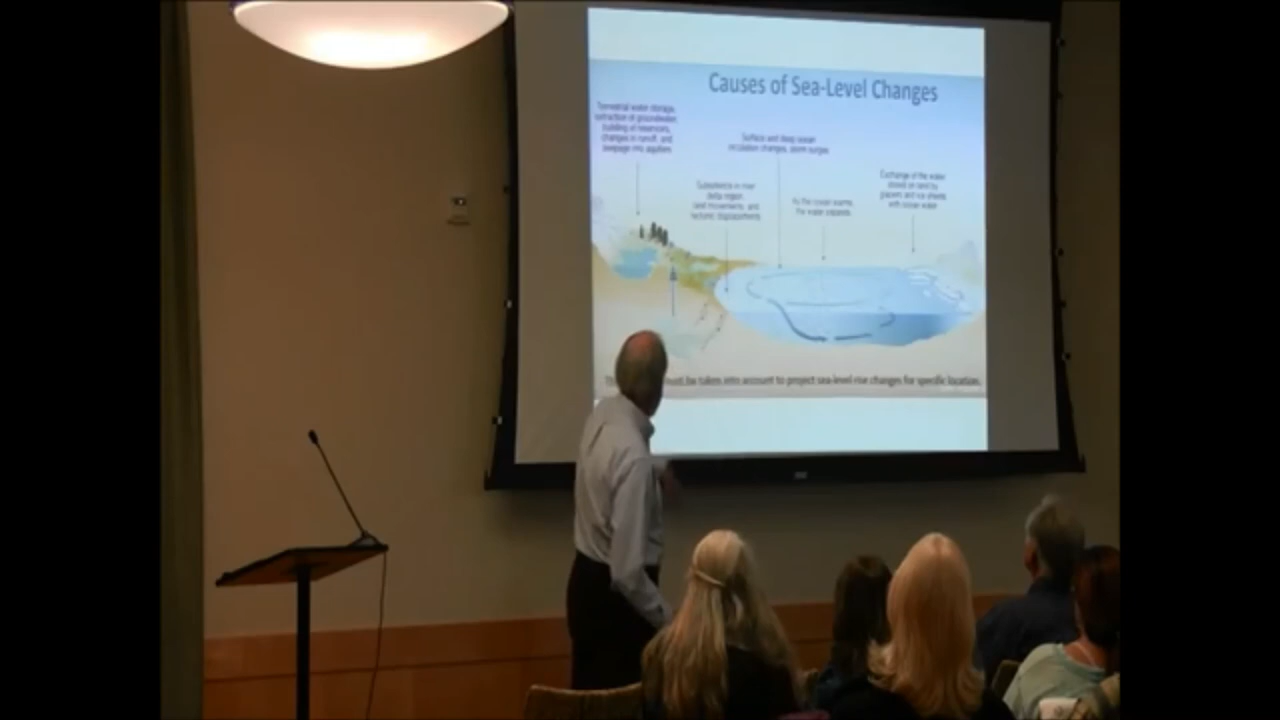 Causes of Sea-Level Changes
Terrestrial water storage,
extraction of groundwater,
building of reservoirs,
changes in runoff, and
seepage into aquifers
Surface and deep ocean
circulation changes, storm surges
Subsidence in river
delta region,
land movements, and
tectonic displacements
As the ocean warms,
the water expands
Exchange of the water
stored on land by
glaciers and ice sheets
with ocean water
must be taken into account to project sea-level rise changes for specific location.